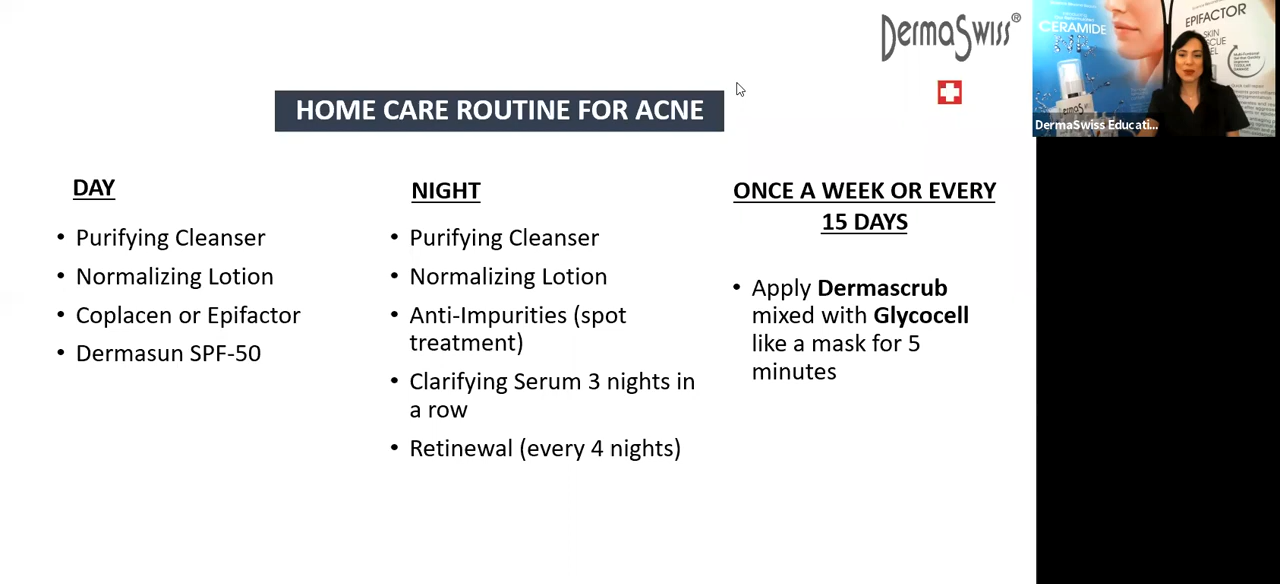 DermaSwiss®
HOME CARE ROUTINE FOR ACNE
DAY
• Purifying Cleanser
• Normalizing Lotion
• Coplacen or Epifactor
• Dermasun SPF-50
NIGHT
• Purifying Cleanser
• Normalizing Lotion
• Anti-Impurities (spot
treatment)
• Clarifying Serum 3 nights in
a row
• Retinewal (every 4 nights)
ONCE A WEEK OR EVERY
15 DAYS
• Apply Dermascrub
mixed with Glycocell
like a mask for 5
minutes
CERAMIDE
EPIFACTOR
SKIN
DermaSwiss Educati...